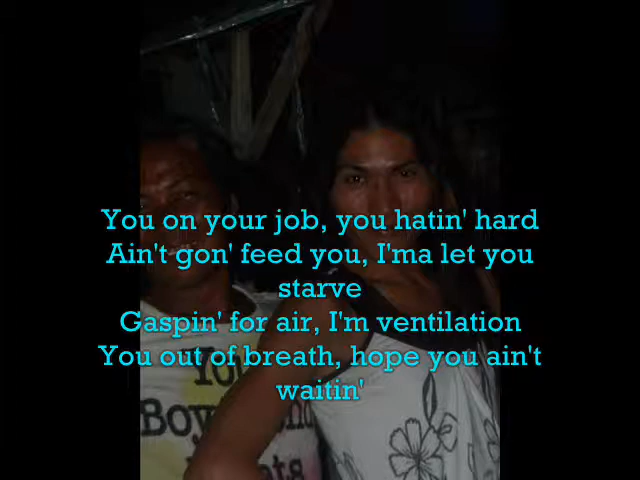 You on your job, you hatin' hard
Ain't gon' feed you, I'ma let you
starve
Gaspin' for air, I'm ventilation
You out of breath, hope you ain't
waitin'